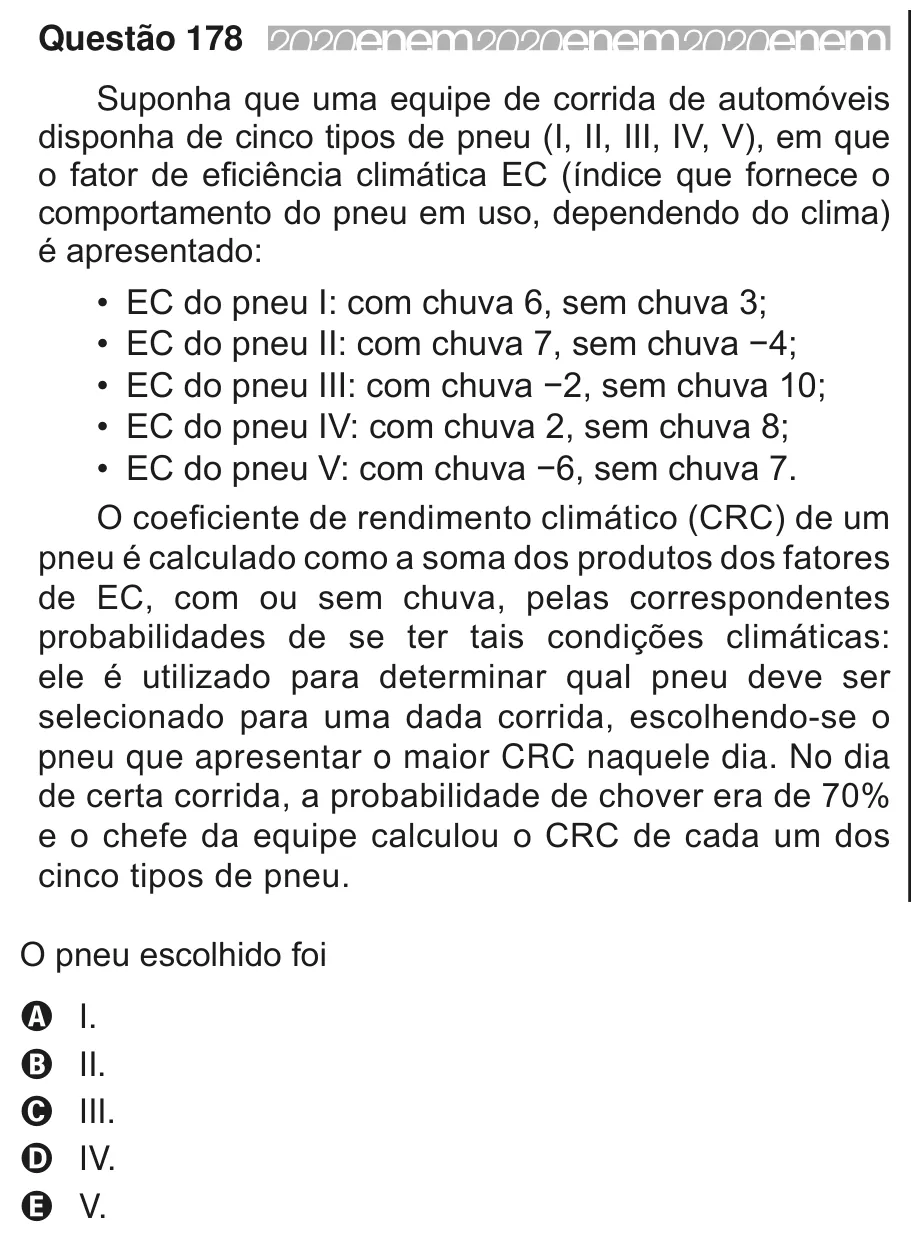 Questão 178 2020enem2020enem2020enem
Suponha que uma equipe de corrida de automóveis
disponha de cinco tipos de pneu (I, II, III, IV, V), em que
o fator de eficiência climática EC (índice que fornece o
comportamento do pneu em uso, dependendo do clima)
é apresentado:
• EC do pneu I: com chuva 6, sem chuva 3;
• EC do pneu II: com chuva 7, sem chuva −4;
• EC do pneu III: com chuva −2, sem chuva 10;
• EC do pneu IV: com chuva 2, sem chuva 8;
• EC do pneu V: com chuva −6, sem chuva 7.
O coeficiente de rendimento climático (CRC) de um
pneu é calculado como a soma dos produtos dos fatores
de EC, com ou sem chuva, pelas correspondentes
probabilidades de se ter tais condições climáticas:
ele é utilizado para determinar qual pneu deve ser
selecionado para uma dada corrida, escolhendo-se o
pneu que apresentar o maior CRC naquele dia. No dia
de certa corrida, a probabilidade de chover era de 70%
e o chefe da equipe calculou o CRC de cada um dos
cinco tipos de pneu.
O pneu escolhido foi
A I.
B II.
C III.
D IV.
E V.